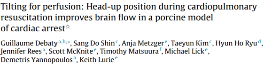 Tilting for perfusion: Head-up position during cardiopulmonary
resuscitation improves brain flow in a porcine model
of cardiac arrest
Guillaume Debaty, Sang Do Shin, Anja Metzger, Taeyun Kim, Hyun Ho Ryu,
Jennifer Rees, Scott McKnite, Timothy Matsuura, Michael Lick,
Demetris Yannopoulos, Keith Lurie